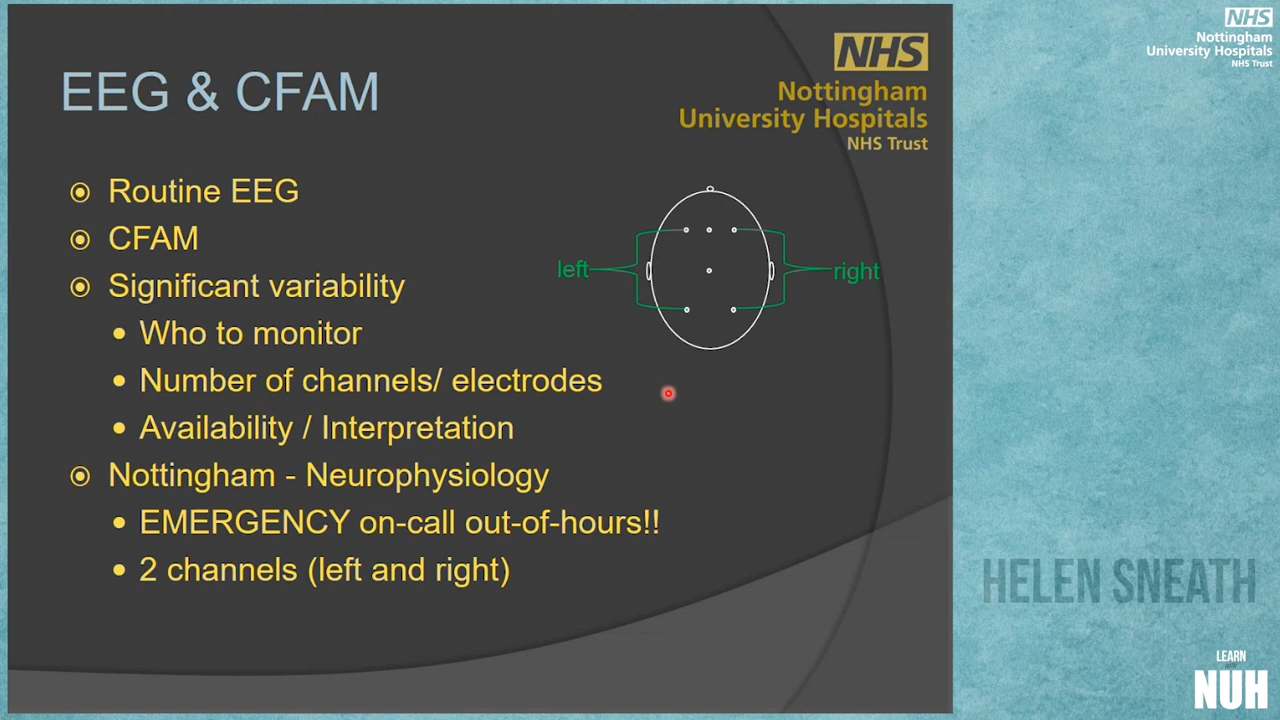 EEG & CFAM
NHS
Nottingham
University Hospitals
NHS Trust
Routine EEG
CFAM
Significant variability
Who to monitor
Number of channels/ electrodes
Availability / Interpretation
Nottingham - Neurophysiology
EMERGENCY on-call out-of-hours!!
2 channels (left and right)
left
right
NHS
Nottingham
University Hospitals
NHS Trust
HELEN SNEATH
LEARN
NUH